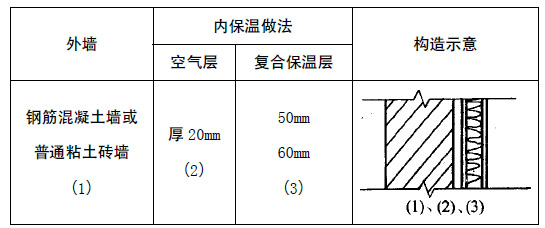 外墙
内保温做法
构造示意
空气层
复合保温层
钢筋混凝土墙或
普通粘土砖墙
(1)
厚 20mm
(2)
50mm
60mm
(3)
(1)、(2)、(3)